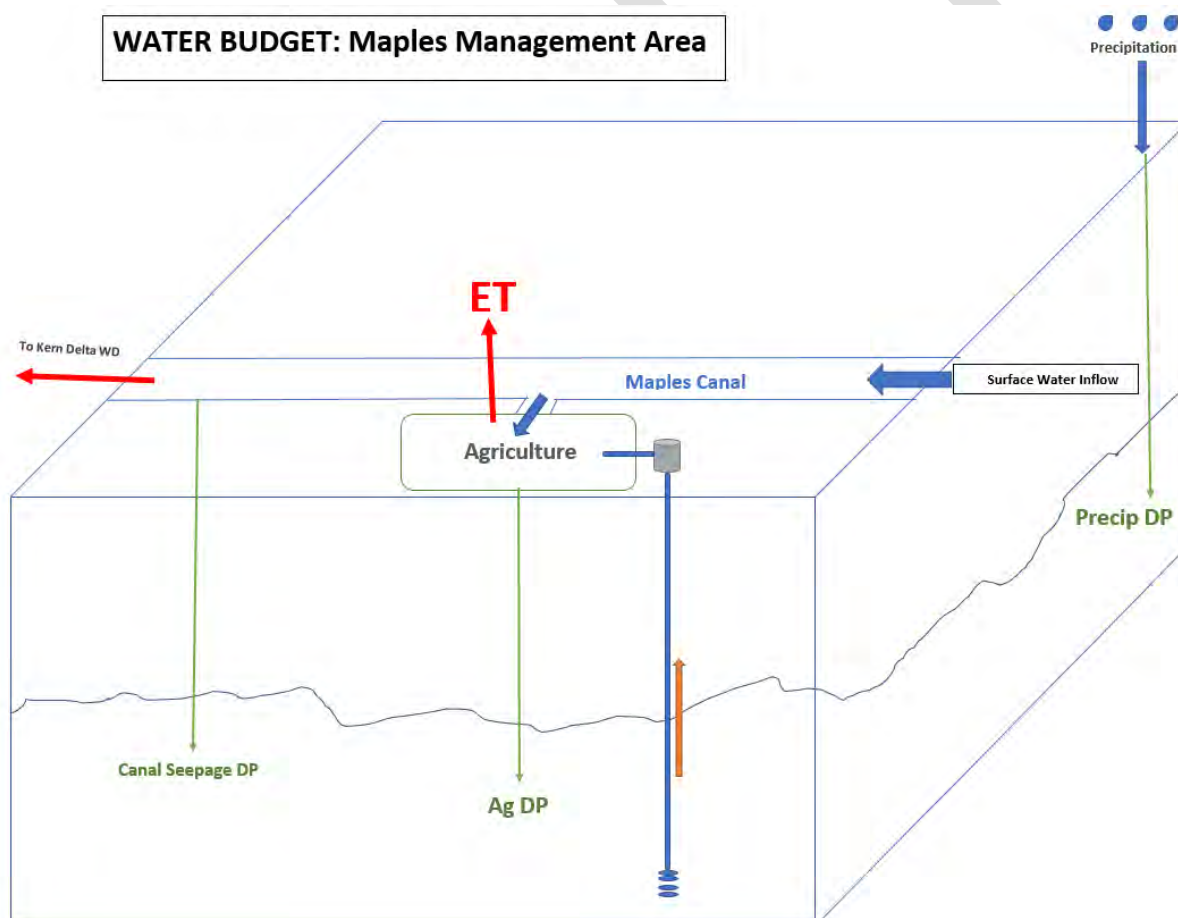 WATER BUDGET: Maples Management Area
Precipitation
ET
To Kern Delta WD
Maples Canal
Surface Water Inflow
Agriculture
Precip DP
Canal Seepage DP
Ag DP